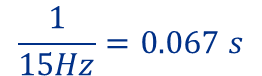 1/15Hz = 0.067 s